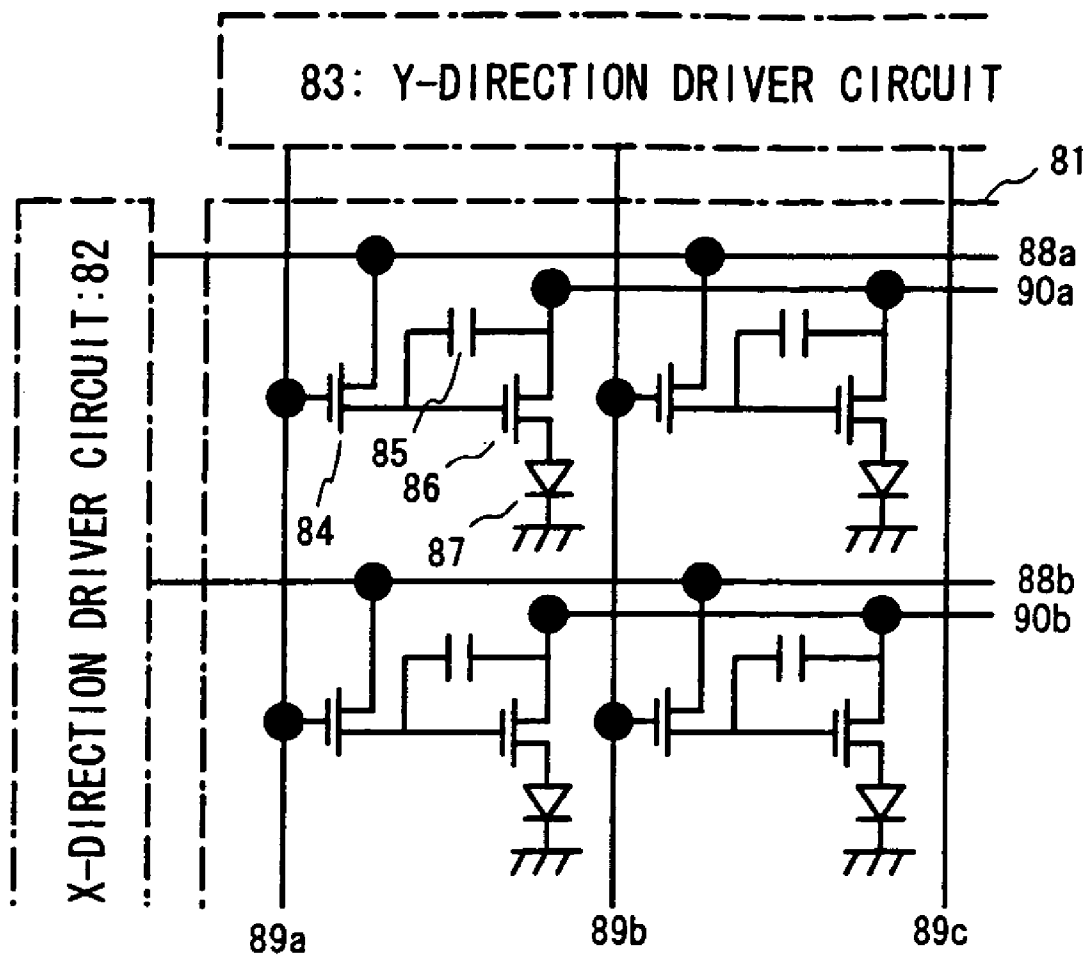 83: Y-DIRECTION DRIVER CIRCUIT
81
X-DIRECTION DRIVER CIRCUIT:82
88a
90a
85
86
84
87
88b
90b
89a
89b
89c